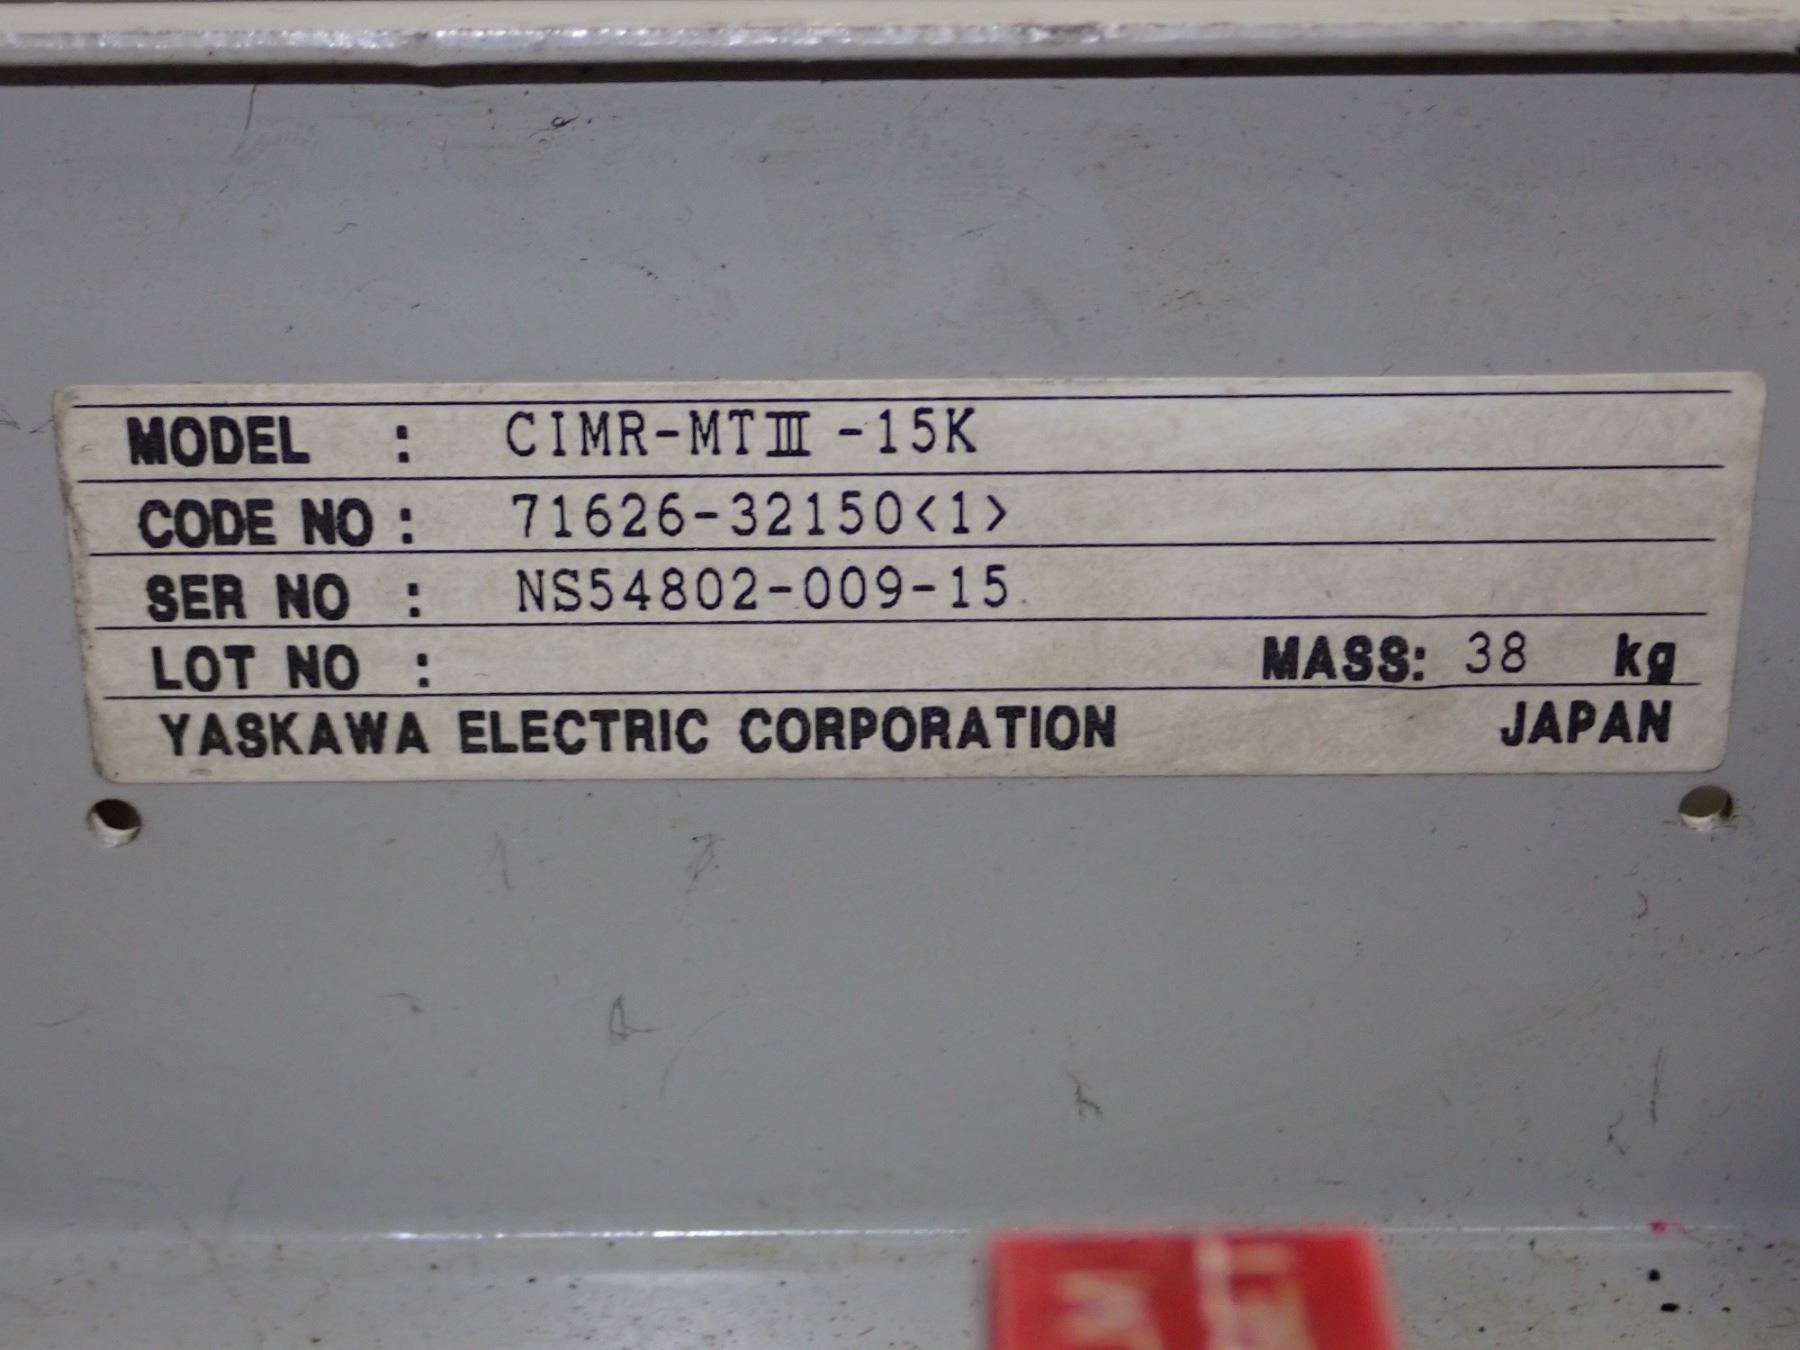 MODEL : CIMR-MTⅢ-15K
CODE NO : 71626-32150<1>
SER NO : NS54802-009-15
LOT NO : MASS: 38 kg
YASKAWA ELECTRIC CORPORATION JAPAN